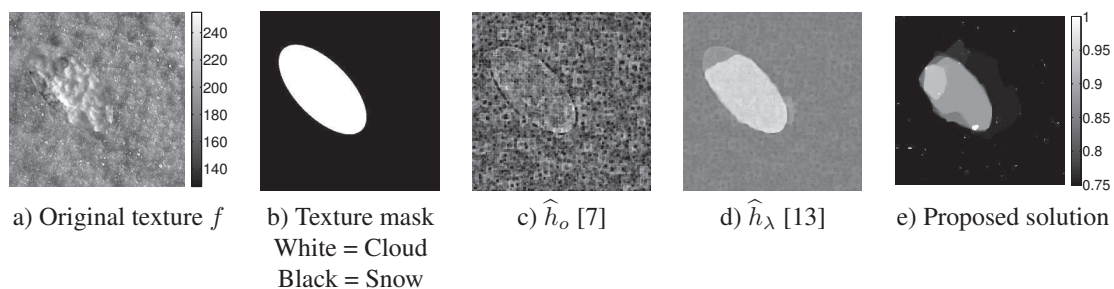 240
220
200
180
160
140
1
0.95
0.9
0.85
0.8
0.75
a) Original texture f
b) Texture mask
White = Cloud
Black = Snow
c) ĥₒ [7]
d) ĥ_λ [13]
e) Proposed solution